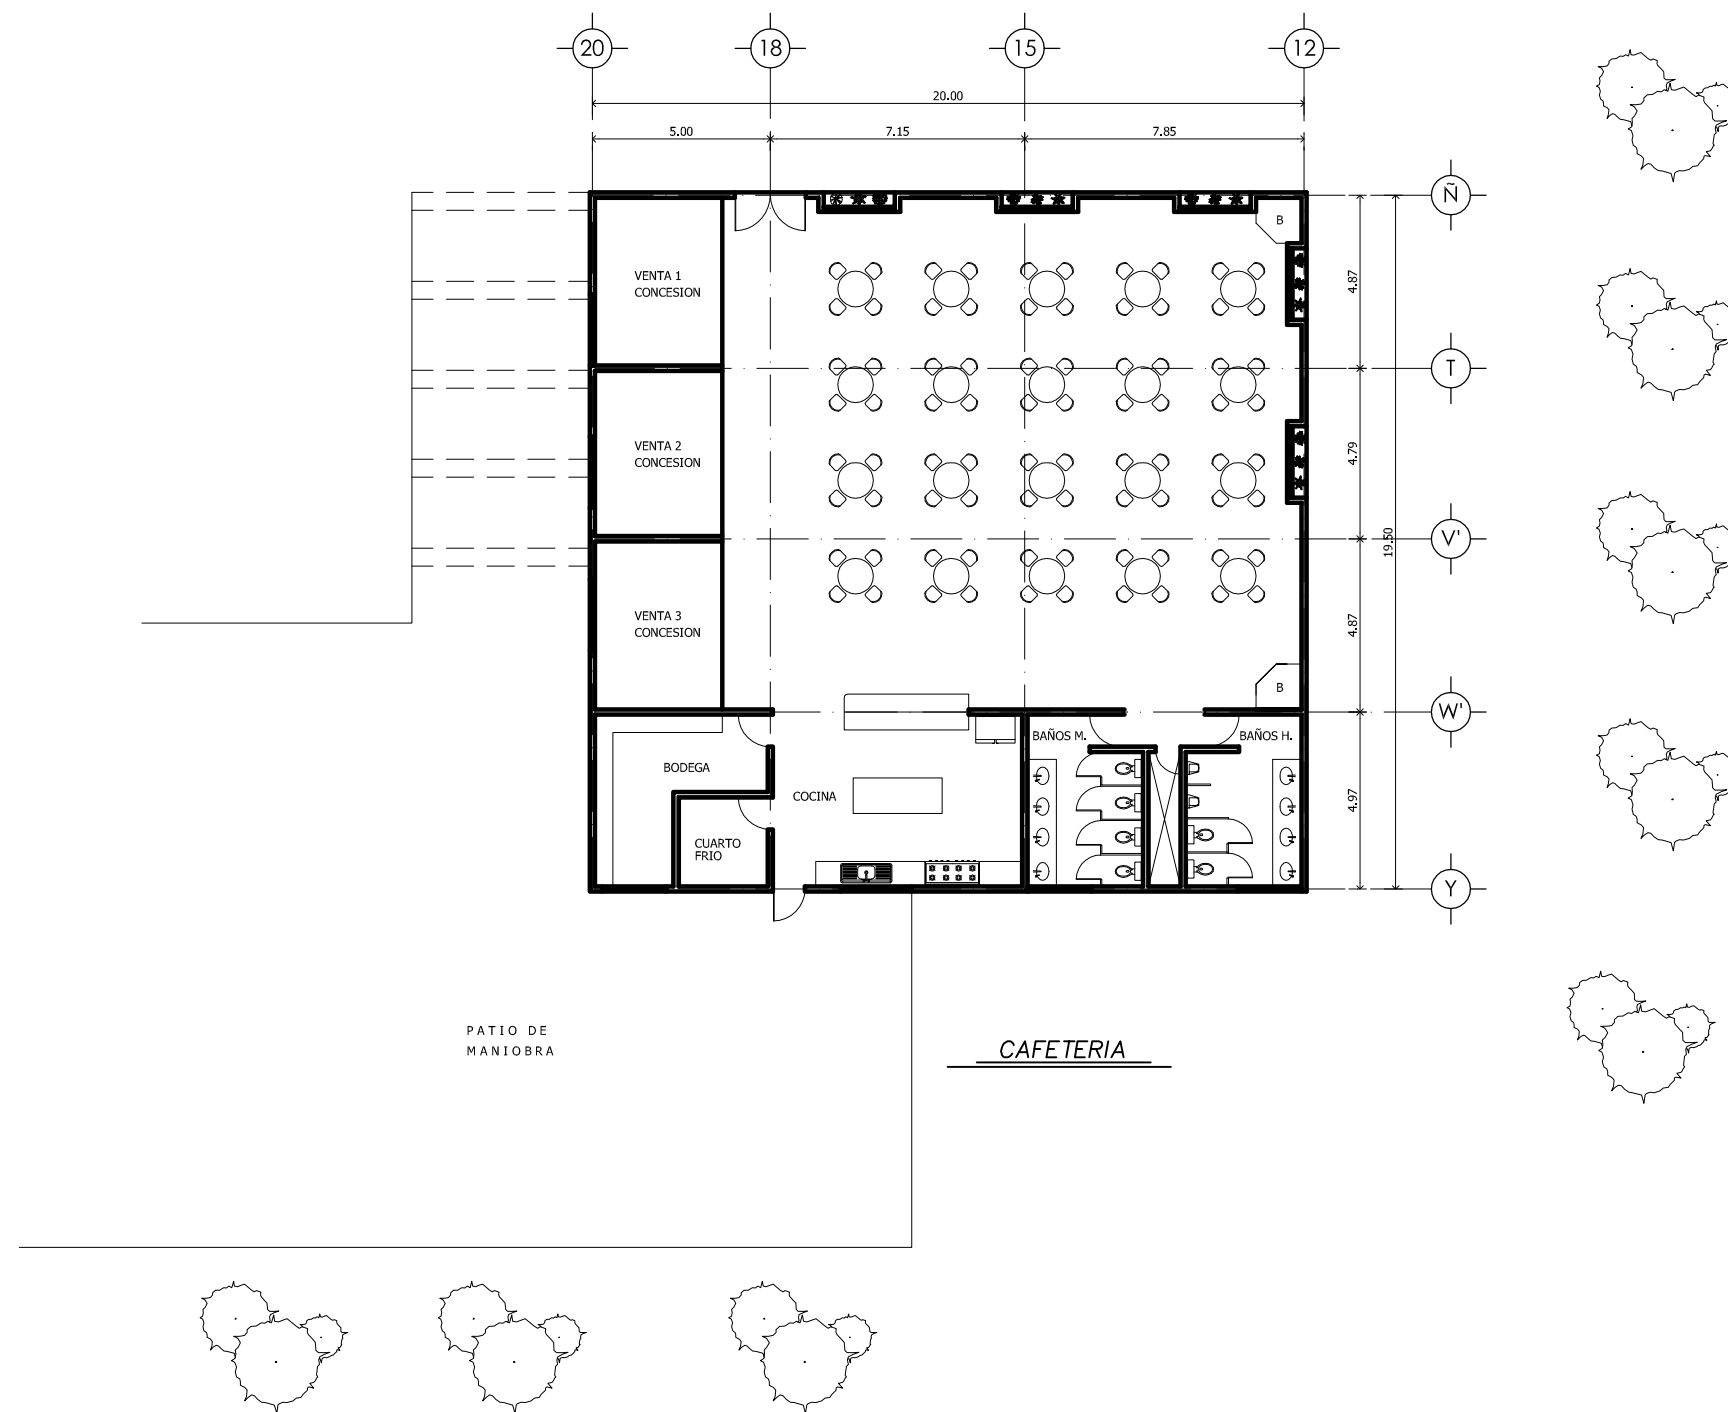 20
18
15
12
20.00
5.00
7.15
7.85
Ñ
B
VENTA 1
CONCESION
4.87
T
VENTA 2
CONCESION
4.79
19.50
V'
VENTA 3
CONCESION
4.87
B
W'
BAÑOS M.
BAÑOS H.
BODEGA
COCINA
4.97
CUARTO
FRIO
Y
PATIO DE
MANIOBRA
CAFETERIA